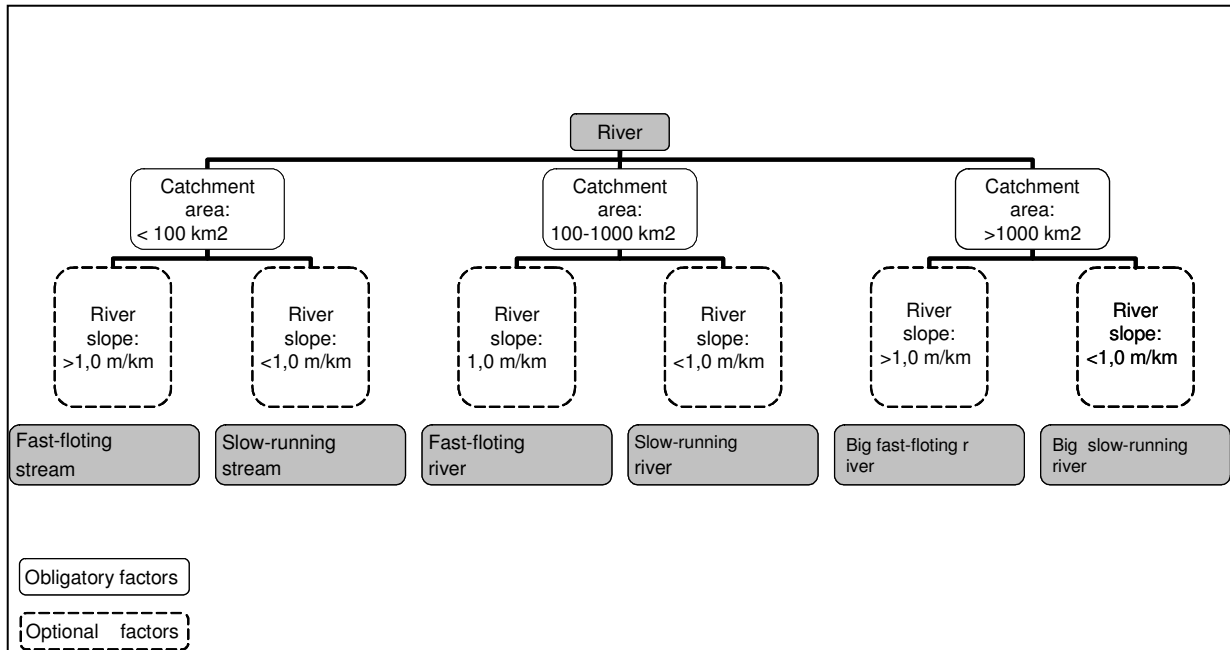 River
Catchment
area:
< 100 km2
Catchment
area:
100-1000 km2
Catchment
area:
>1000 km2
River
slope:
>1,0 m/km
River
slope:
<1,0 m/km
River
slope:
1,0 m/km
River
slope:
<1,0 m/km
River
slope:
>1,0 m/km
River
slope:
<1,0 m/km
Fast-floting
stream
Slow-running
stream
Fast-floting
river
Slow-running
river
Big fast-floting r
iver
Big slow-running
river
Obligatory factors
Optional factors